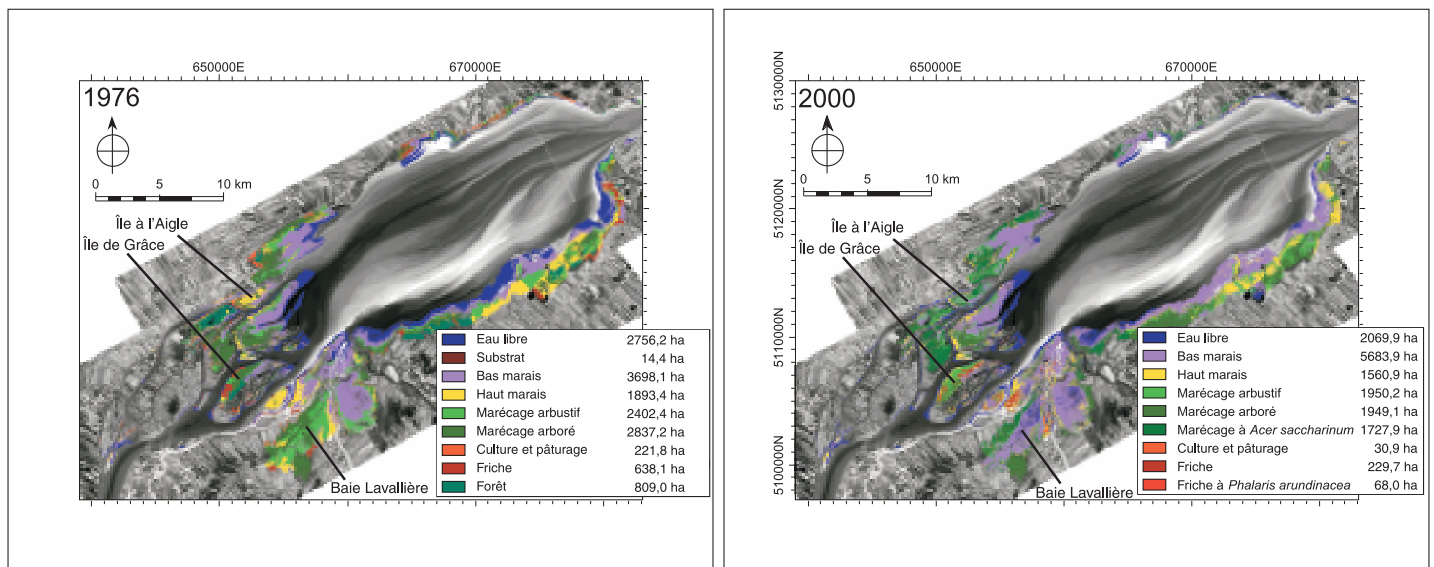 650000E 670000E
1976
0 5 10 km
Île à l'Aigle
Île de Grâce
Eau libre 2756,2 ha
Substrat 14,4 ha
Bas marais 3698,1 ha
Haut marais 1893,4 ha
Marécage arbustif 2402,4 ha
Marécage arboré 2837,2 ha
Culture et pâturage 221,8 ha
Friche 638,1 ha
Forêt 809,0 ha
Baie Lavallière
650000E 670000E
5130000N
2000
0 5 10 km
5120000N
Île à l'Aigle
Île de Grâce
5110000N
Eau libre 2069,9 ha
Bas marais 5683,9 ha
Haut marais 1560,9 ha
Marécage arbustif 1950,2 ha
Marécage arboré 1949,1 ha
Marécage à Acer saccharinum 1727,9 ha
Culture et pâturage 30,9 ha
Friche 229,7 ha
Friche à Phalaris arundinacea 68,0 ha
5100000N
Baie Lavallière